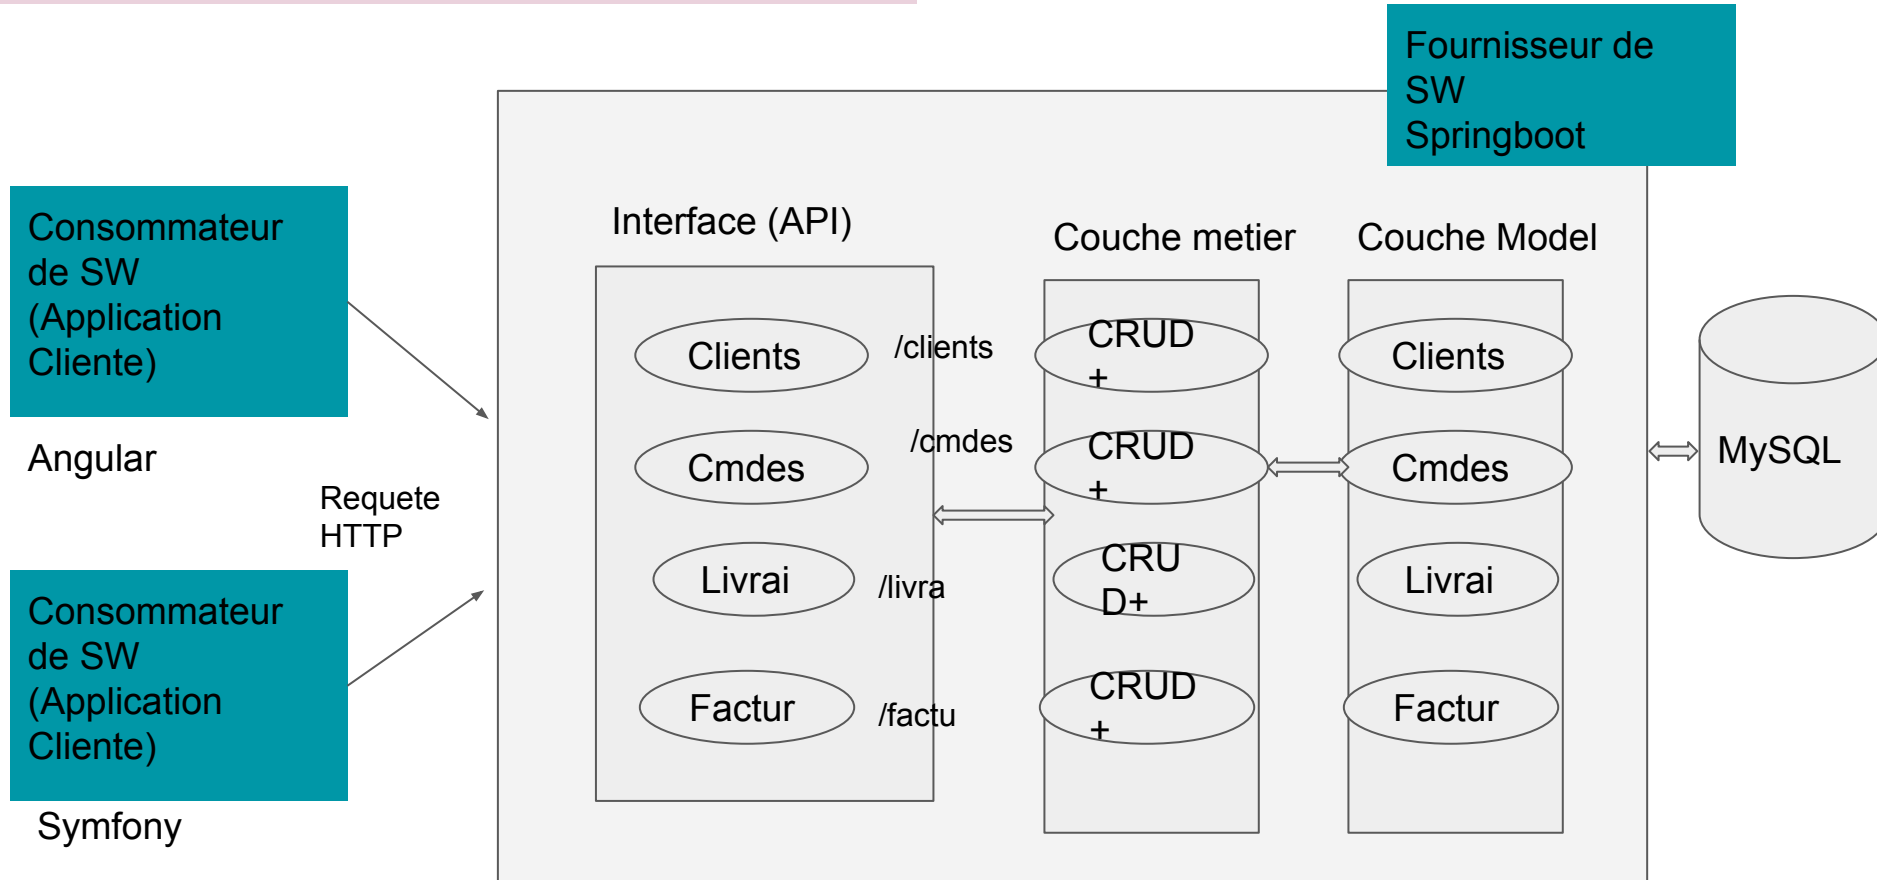 Fournisseur de
SW
Springboot
Consommateur
de SW
(Application
Cliente)
Angular
Requete
HTTP
Consommateur
de SW
(Application
Cliente)
Symfony
Interface (API)
Clients
/clients
Cmdes
/cmdes
Livrai
/livra
Factur
/factu
Couche metier
CRUD
+
CRUD
+
CRU
D+
CRUD
+
Couche Model
Clients
Cmdes
Livrai
Factur
MySQL